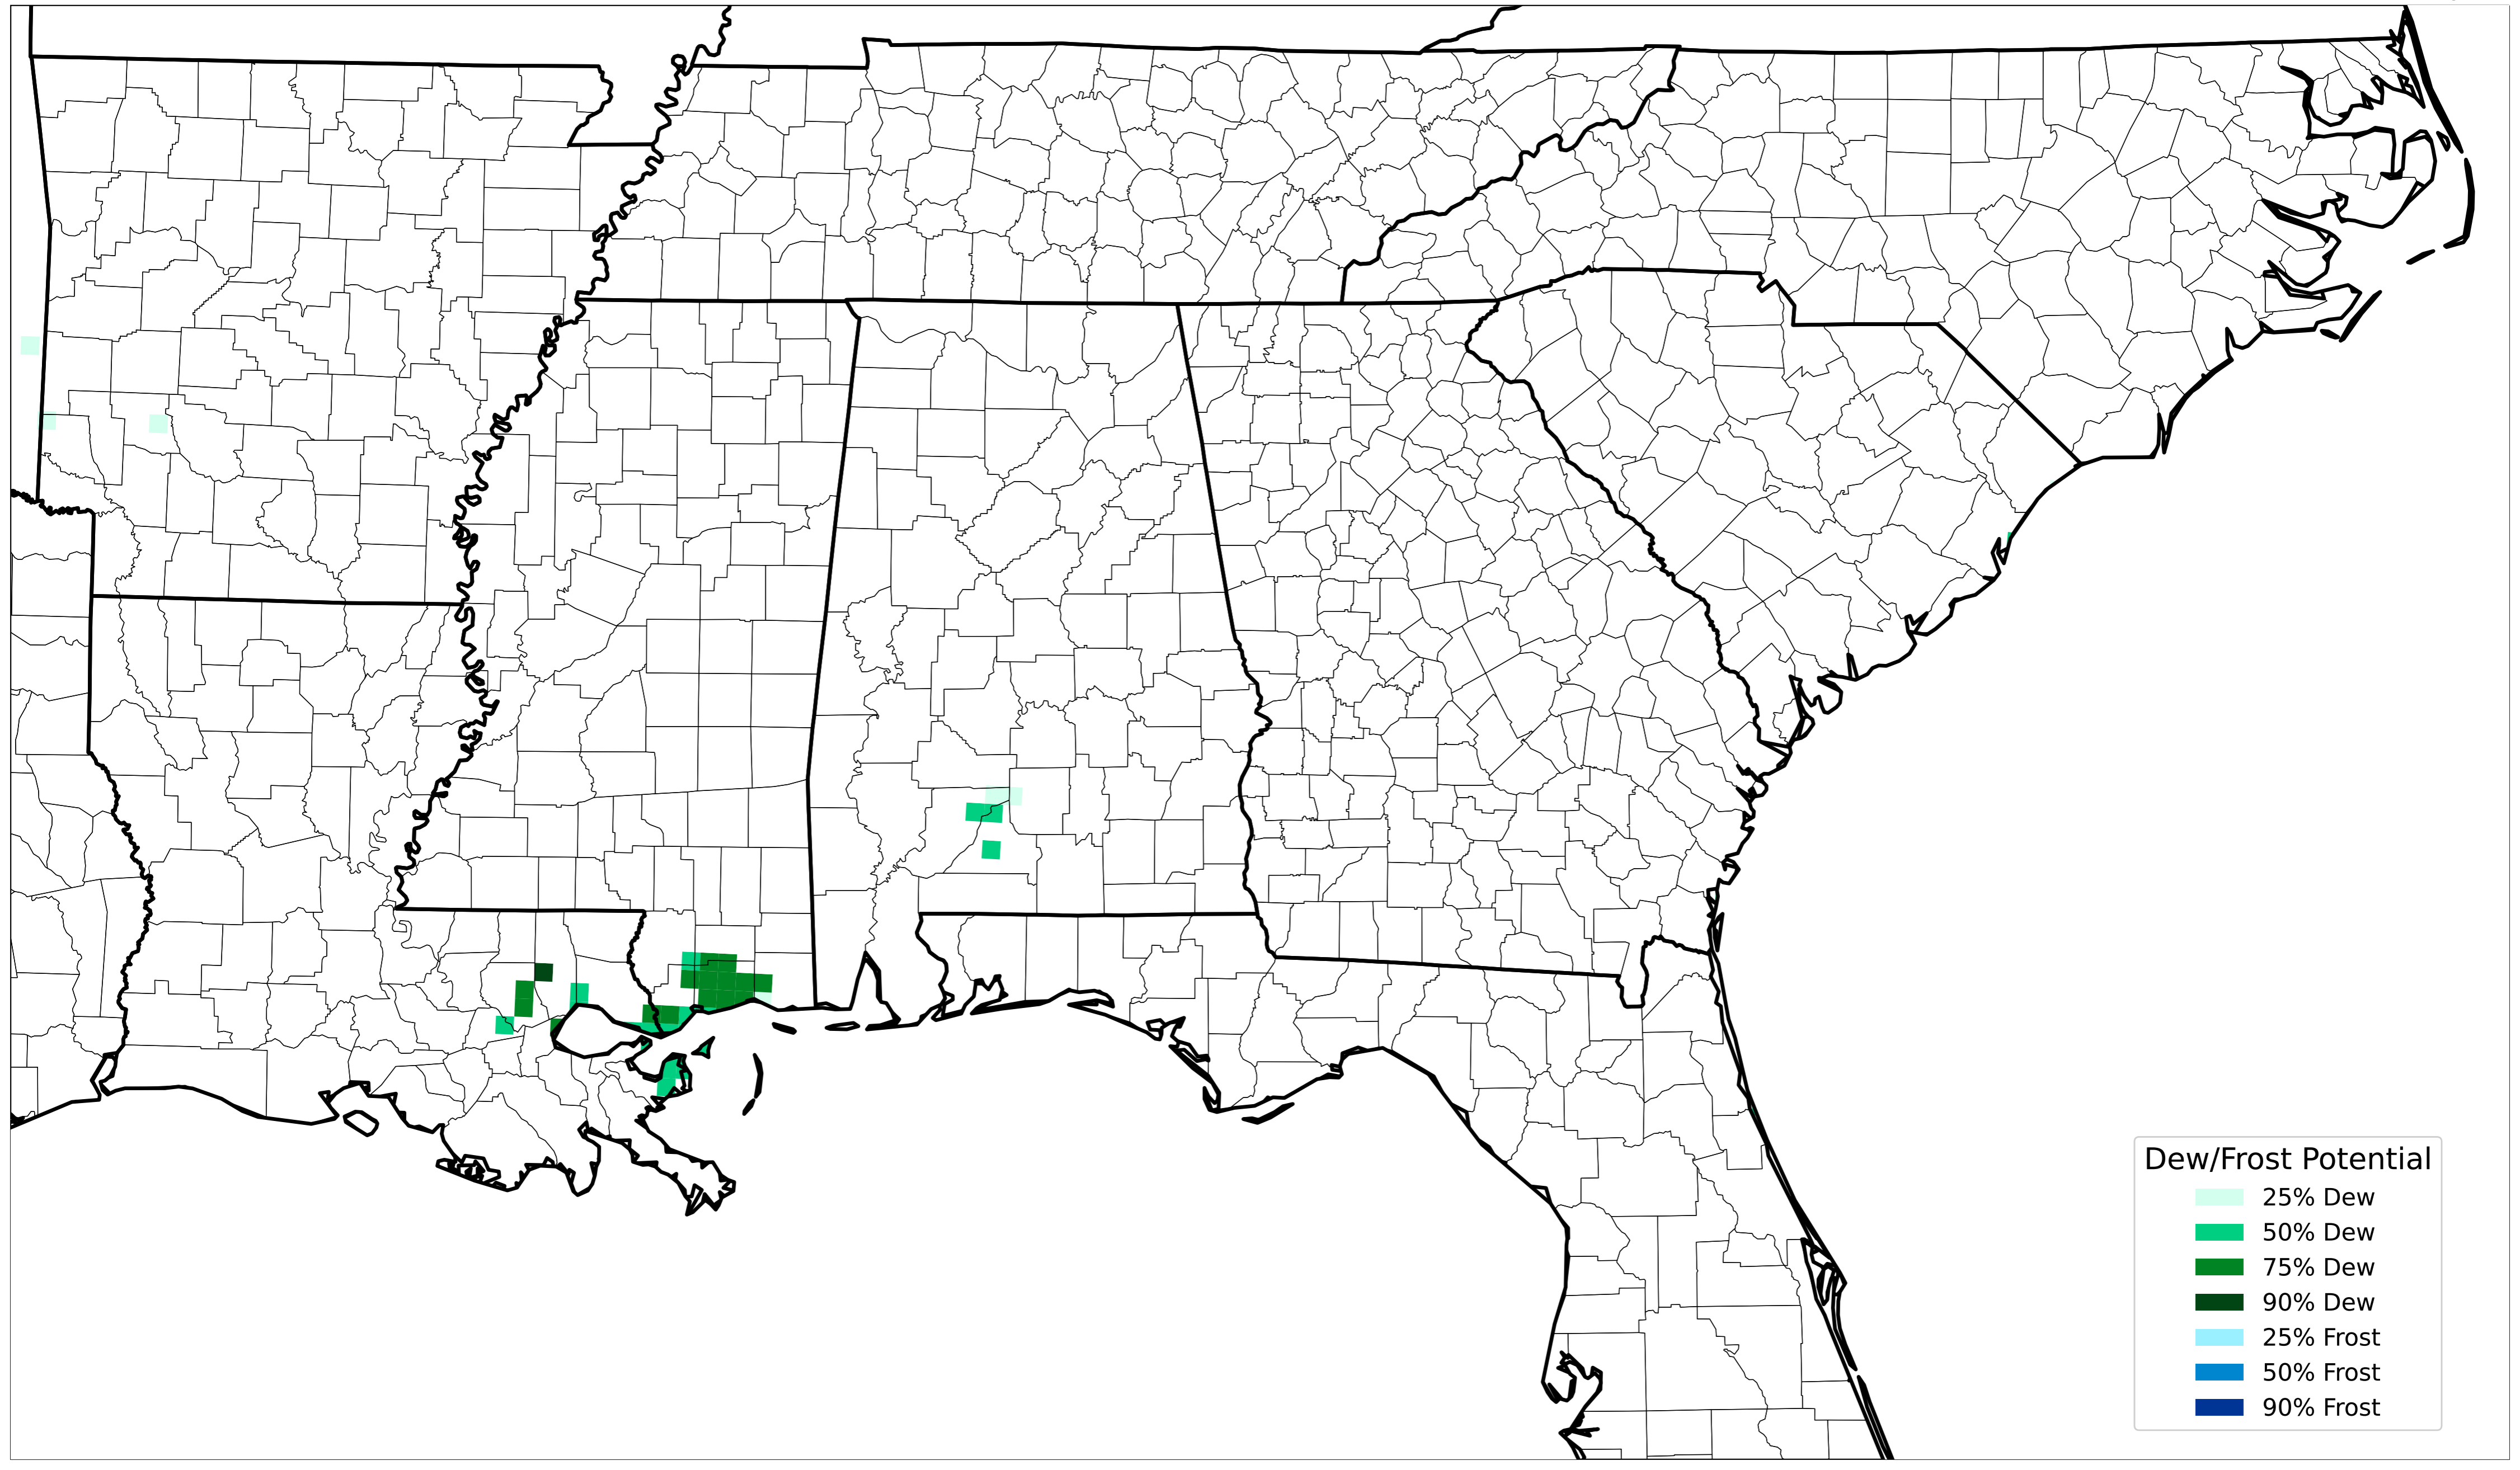 Dew/Frost Potential
25% Dew
50% Dew
75% Dew
90% Dew
25% Frost
50% Frost
90% Frost